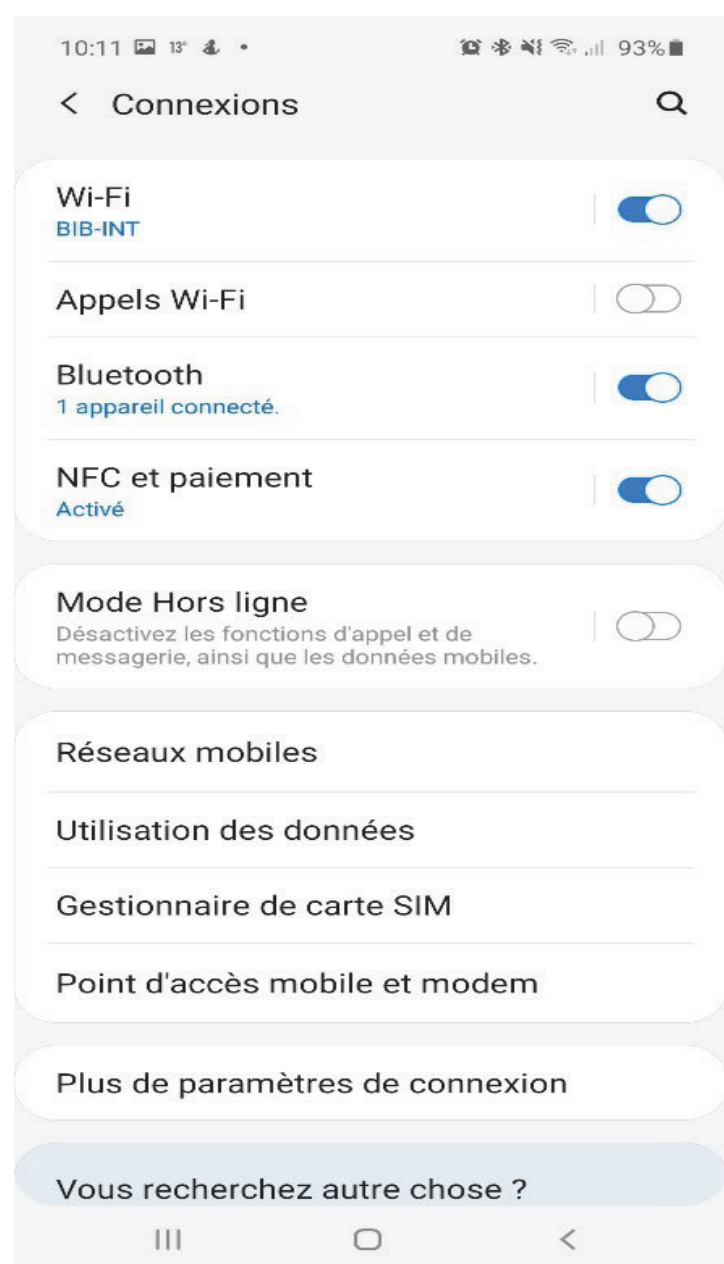 10:11 13° 93%
Connexions
Wi-Fi
BIB-INT
Appels Wi-Fi
Bluetooth
1 appareil connecté.
NFC et paiement
Activé
Mode Hors ligne
Désactivez les fonctions d'appel et de
messagerie, ainsi que les données mobiles.
Réseaux mobiles
Utilisation des données
Gestionnaire de carte SIM
Point d'accès mobile et modem
Plus de paramètres de connexion
Vous recherchez autre chose ?